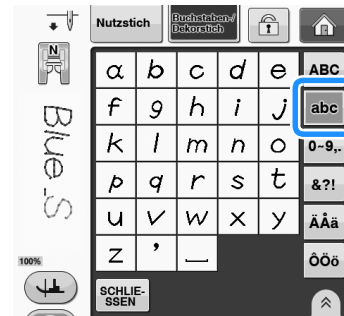 Nutzstich
Buchstaben-/
Dekorstich
N
a b c d e ABC
f g h i j abc
k l m n o 0~9,.
p q r s t &?!
u v w x y ÄÅä
z ’ _ ÔÖö
Blue_S
100%
SCHLIE-
SSEN